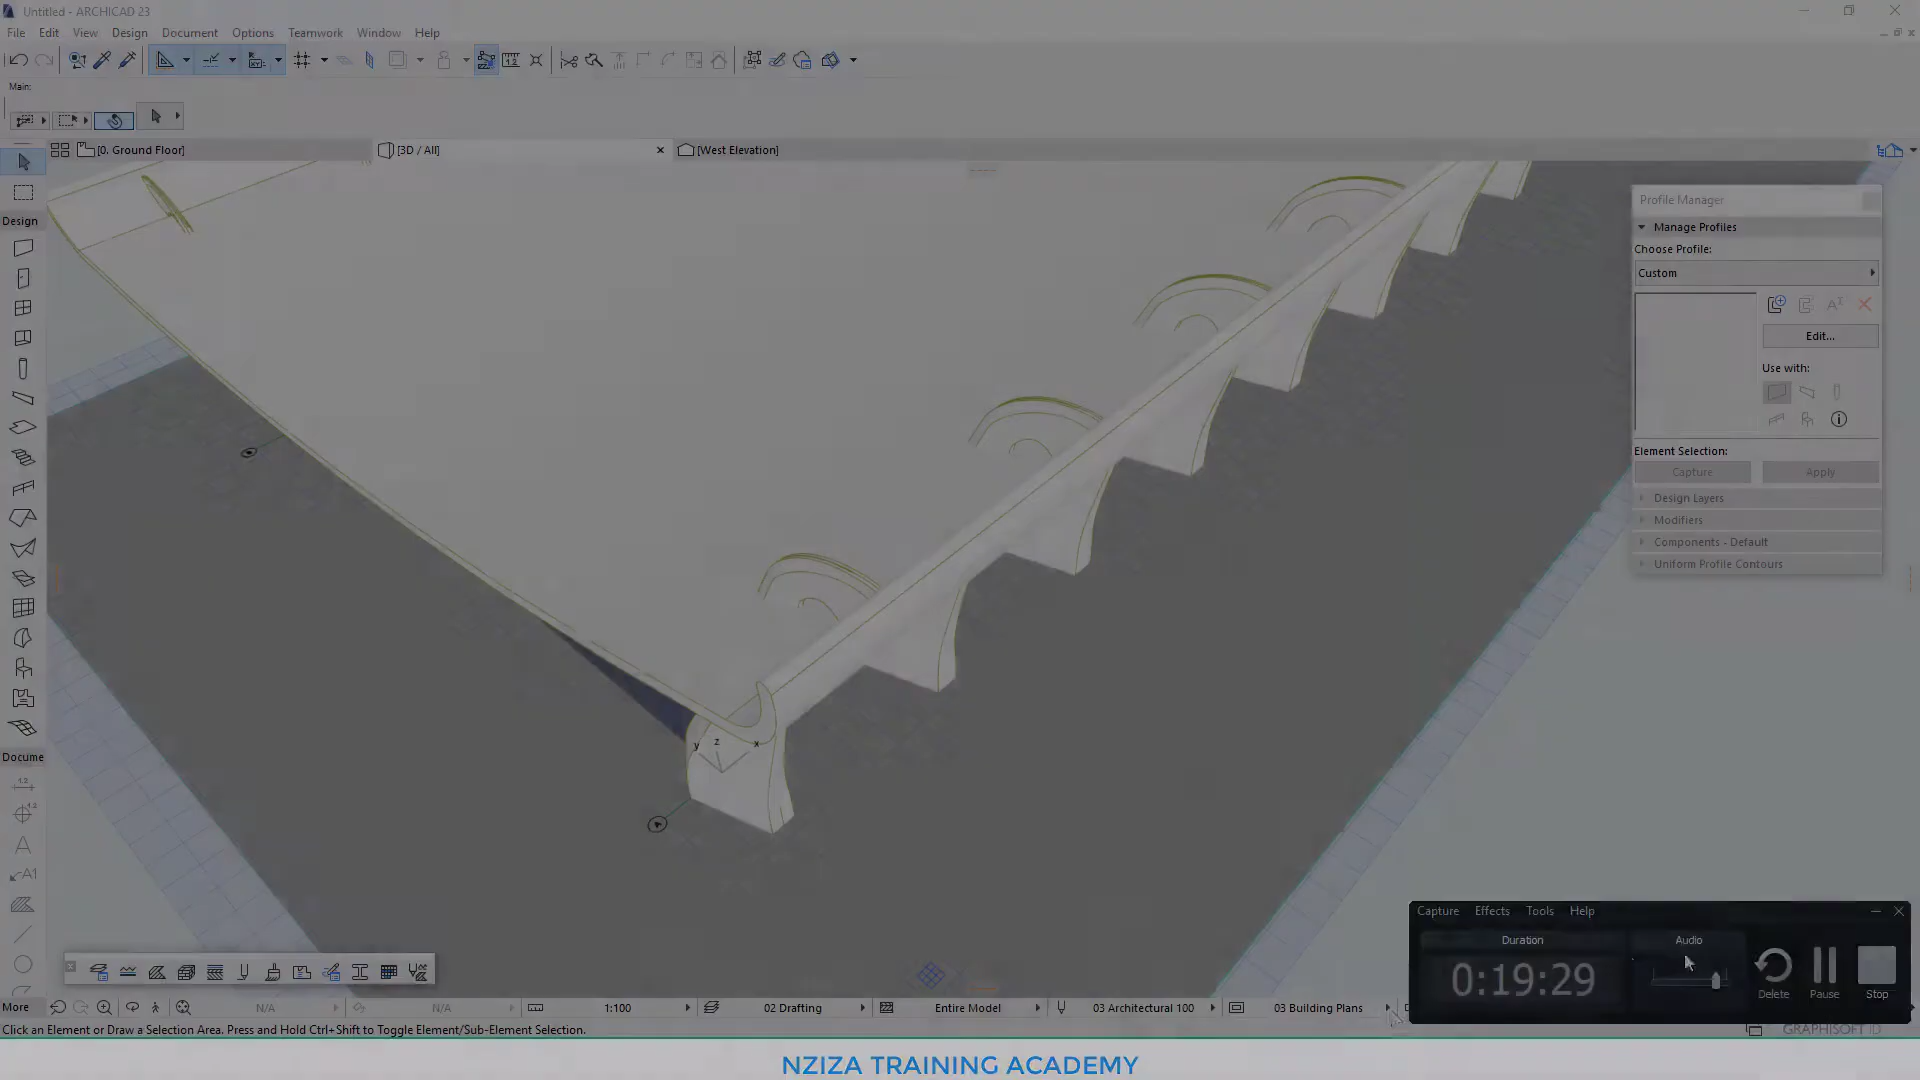 Untitled - ARCHICAD 23
File Edit View Design Document Options Teamwork Window Help
Main:
[0. Ground Floor]
[3D / All]
[West Elevation]
Design
Profile Manager
Manage Profiles
Choose Profile:
Custom
Edit...
Use with:
Element Selection:
Capture Apply
Design Layers
Modifiers
Components - Default
Uniform Profile Contours
y z x
Docume
Capture Effects Tools Help
Duration
Audio
0:19:29
Delete Pause Stop
More
N/A
N/A
1:100
02 Drafting
Entire Model
03 Architectural 100
03 Building Plans
Click an Element or Draw a Selection Area. Press and Hold Ctrl+Shift to Toggle Element/Sub-Element Selection.
GRAPHISOFT ID
NZIZA TRAINING ACADEMY